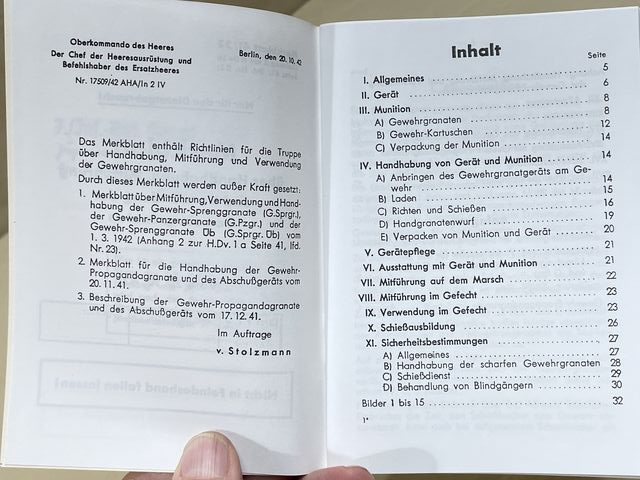 Oberkommando des Heeres
Der Chef der Heeresausrüstung und
Befehlshaber des Ersatzheeres
Nr. 17509/42 AHA/In 2 IV
Berlin, den 20. 10. 42
Das Merkblatt enthält Richtlinien für die Truppe
über Handhabung, Mitführung und Verwendung
der Gewehrgranaten.
Durch dieses Merkblatt werden außer Kraft gesetzt:
1. Merkblatt über Mitführung, Verwendung und Hand-
habung der Gewehr-Sprenggranate (G.Sprgr.),
der Gewehr-Panzergranate (G.Pzgr.) und der
Gewehr-Sprenggranate Üb (G.Sprgr. Üb) vom
1. 3. 1942 (Anhang 2 zur H.Dv. 1 a Seite 41, lfd.
Nr. 23).
2. Merkblatt für die Handhabung der Gewehr-
Propagandagranate und des Abschußgeräts vom
20. 11. 41.
3. Beschreibung der Gewehr-Propagandagranate
und des Abschußgeräts vom 17. 12. 41.
Im Auftrage
v. Stolzmann
Inhalt
Seite
I. Allgemeines 5
II. Gerät 6
III. Munition 8
A) Gewehrgranaten 8
B) Gewehr-Kartuschen 12
C) Verpackung der Munition 14
IV. Handhabung von Gerät und Munition 14
A) Anbringen des Gewehrgranatgeräts am Ge-
wehr 14
B) Laden 15
C) Richten und Schießen 16
D) Handgranatenwurf 19
E) Verpacken von Munition und Gerät 20
V. Gerätepflege 21
VI. Ausstattung mit Gerät und Munition 21
VII. Mitführung auf dem Marsch 22
VIII. Mitführung im Gefecht 23
IX. Verwendung im Gefecht 23
X. Schießausbildung 26
XI. Sicherheitsbestimmungen 27
A) Allgemeines 27
B) Handhabung der scharfen Gewehrgranaten 28
C) Schießdienst 29
D) Behandlung von Blindgängern 30
Bilder 1 bis 15 32
1*